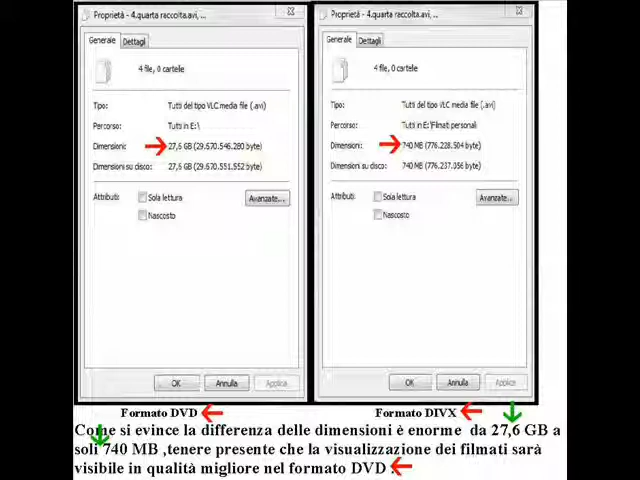 Proprietà - 4.quarta raccolta.avi, ...
Generale Dettagli
4 file, 0 cartelle
Tipo: Tutti del tipo VLC media file (.avi)
Percorso: Tutti in E:\
Dimensioni: 27,6 GB (29.670.546.280 byte)
Dimensioni su disco: 27,6 GB (29.670.551.552 byte)
Attributi: Sola lettura Avanzate...
Nascosto
OK Annulla Applica
Formato DVD
Proprietà - 4.quarta raccolta.avi, ...
Generale Dettagli
4 file, 0 cartelle
Tipo: Tutti del tipo VLC media file (.avi)
Percorso: Tutti in E:\Filmati personali
Dimensioni: 740 MB (776.228.504 byte)
Dimensioni su disco: 740 MB (776.237.056 byte)
Attributi: Sola lettura Avanzate...
Nascosto
OK Annulla Applica
Formato DIVX
Come si evince la differenza delle dimensioni è enorme da 27,6 GB a
soli 740 MB ,tenere presente che la visualizzazione dei filmati sarà
visibile in qualità migliore nel formato DVD .